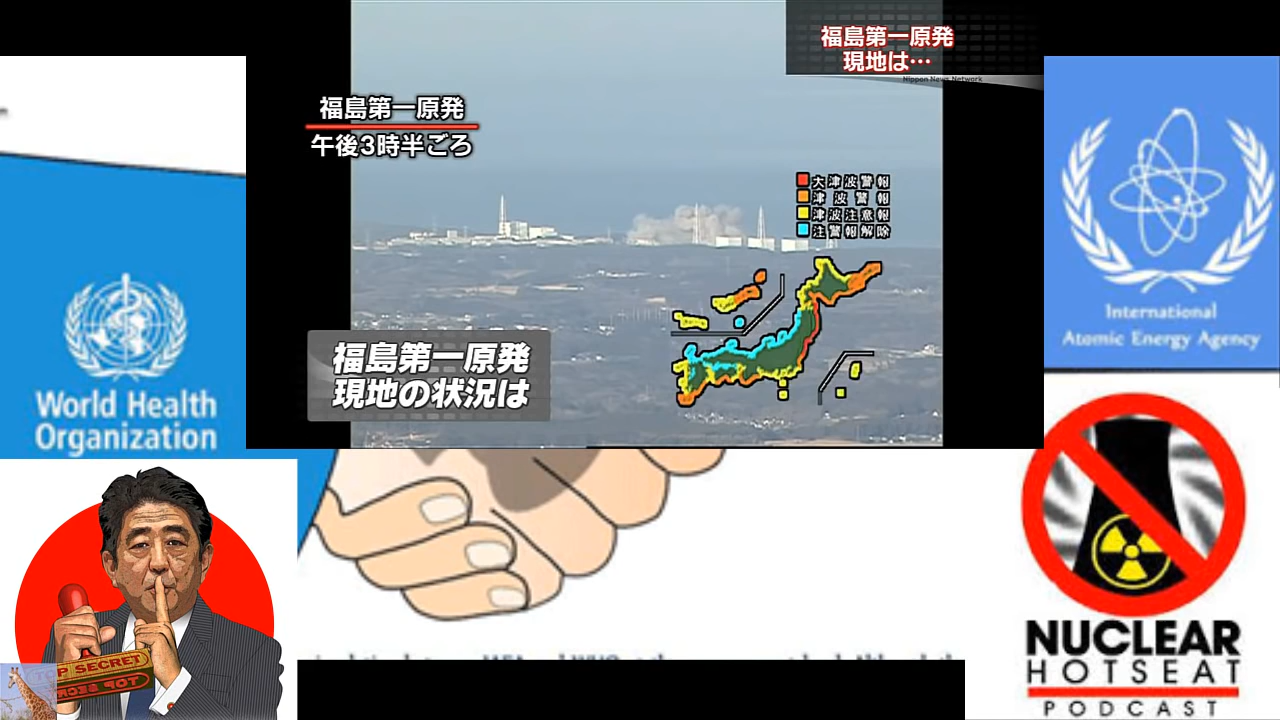 福島第一原発
現地は…
Nippon News Network
福島第一原発
午後3時半ごろ
大津波警報
津波警報
津波注意報
注警報解除
福島第一原発
現地の状況は
World Health
Organization
International
Atomic Energy Agency
TOP SECRET
TOP SECRET
NUCLEAR
HOTSEAT
PODCAST